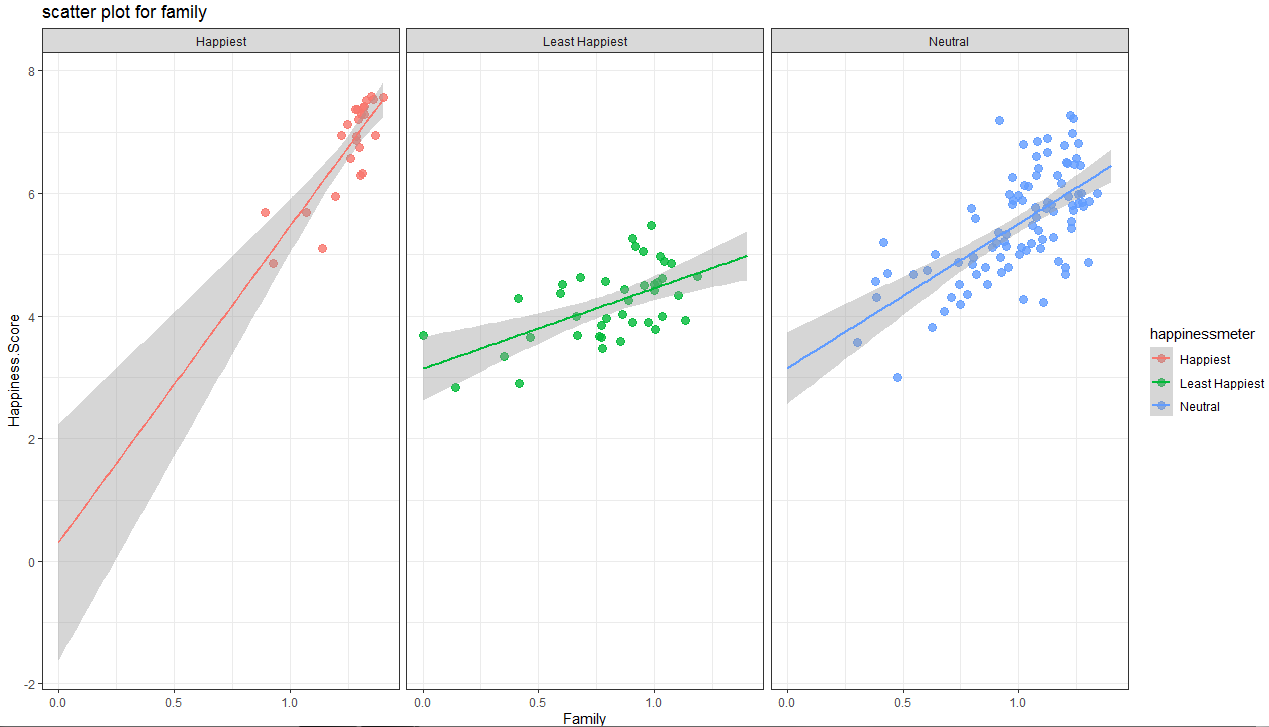 scatter plot for family
Happiest
Least Happiest
Neutral
8
6
4
2
0
-2
Happiness.Score
0.0 0.5 1.0
0.0 0.5 1.0
0.0 0.5 1.0
Family
happinessmeter
Happiest
Least Happiest
Neutral